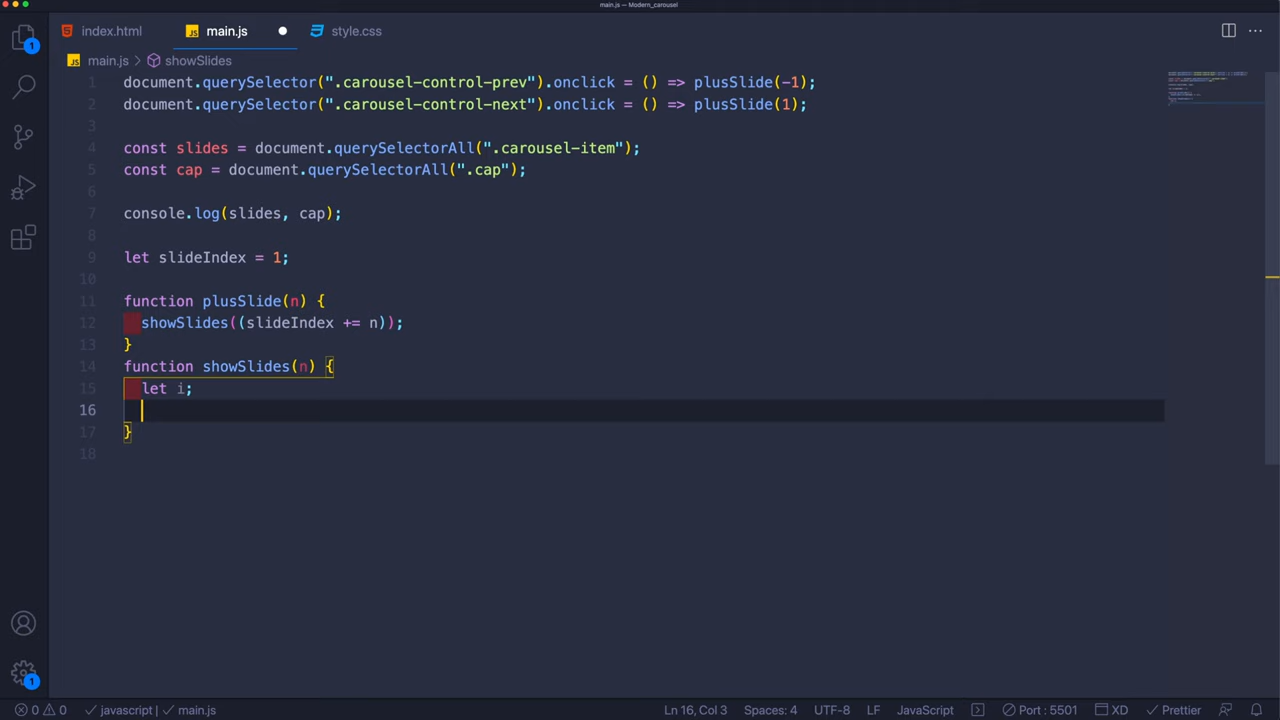 main.js — Modern_carousel
index.html main.js style.css
main.js > showSlides
1 document.querySelector(".carousel-control-prev").onclick = () => plusSlide(-1);
2 document.querySelector(".carousel-control-next").onclick = () => plusSlide(1);
3
4 const slides = document.querySelectorAll(".carousel-item");
5 const cap = document.querySelectorAll(".cap");
6
7 console.log(slides, cap);
8
9 let slideIndex = 1;
10
11 function plusSlide(n) {
12 showSlides((slideIndex += n));
13 }
14 function showSlides(n) {
15 let i;
16
17 }
18
1
1
0 0 javascript | main.js Ln 16, Col 3 Spaces: 4 UTF-8 LF JavaScript Port : 5501 XD Prettier